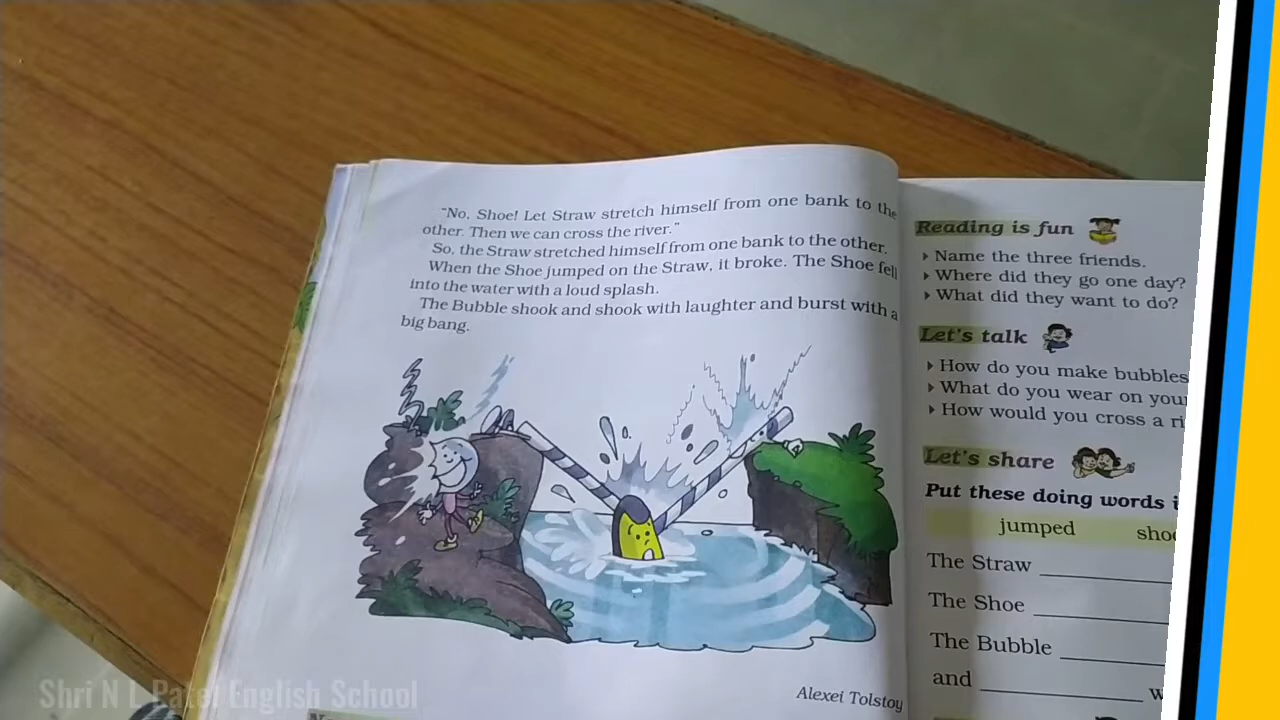 "No, Shoe! Let Straw stretch himself from one bank to the
other. Then we can cross the river."
So, the Straw stretched himself from one bank to the other.
When the Shoe jumped on the Straw, it broke. The Shoe fell
into the water with a loud splash.
The Bubble shook and shook with laughter and burst with a
big bang.
Alexei Tolstoy
Reading is fun
Name the three friends.
Where did they go one day?
What did they want to do?
Let's talk
How do you make bubbles
What do you wear on your
How would you cross a
Let's share
Put these doing words
jumped
The Straw
The Shoe
The Bubble
and
Shri N L Patel English School